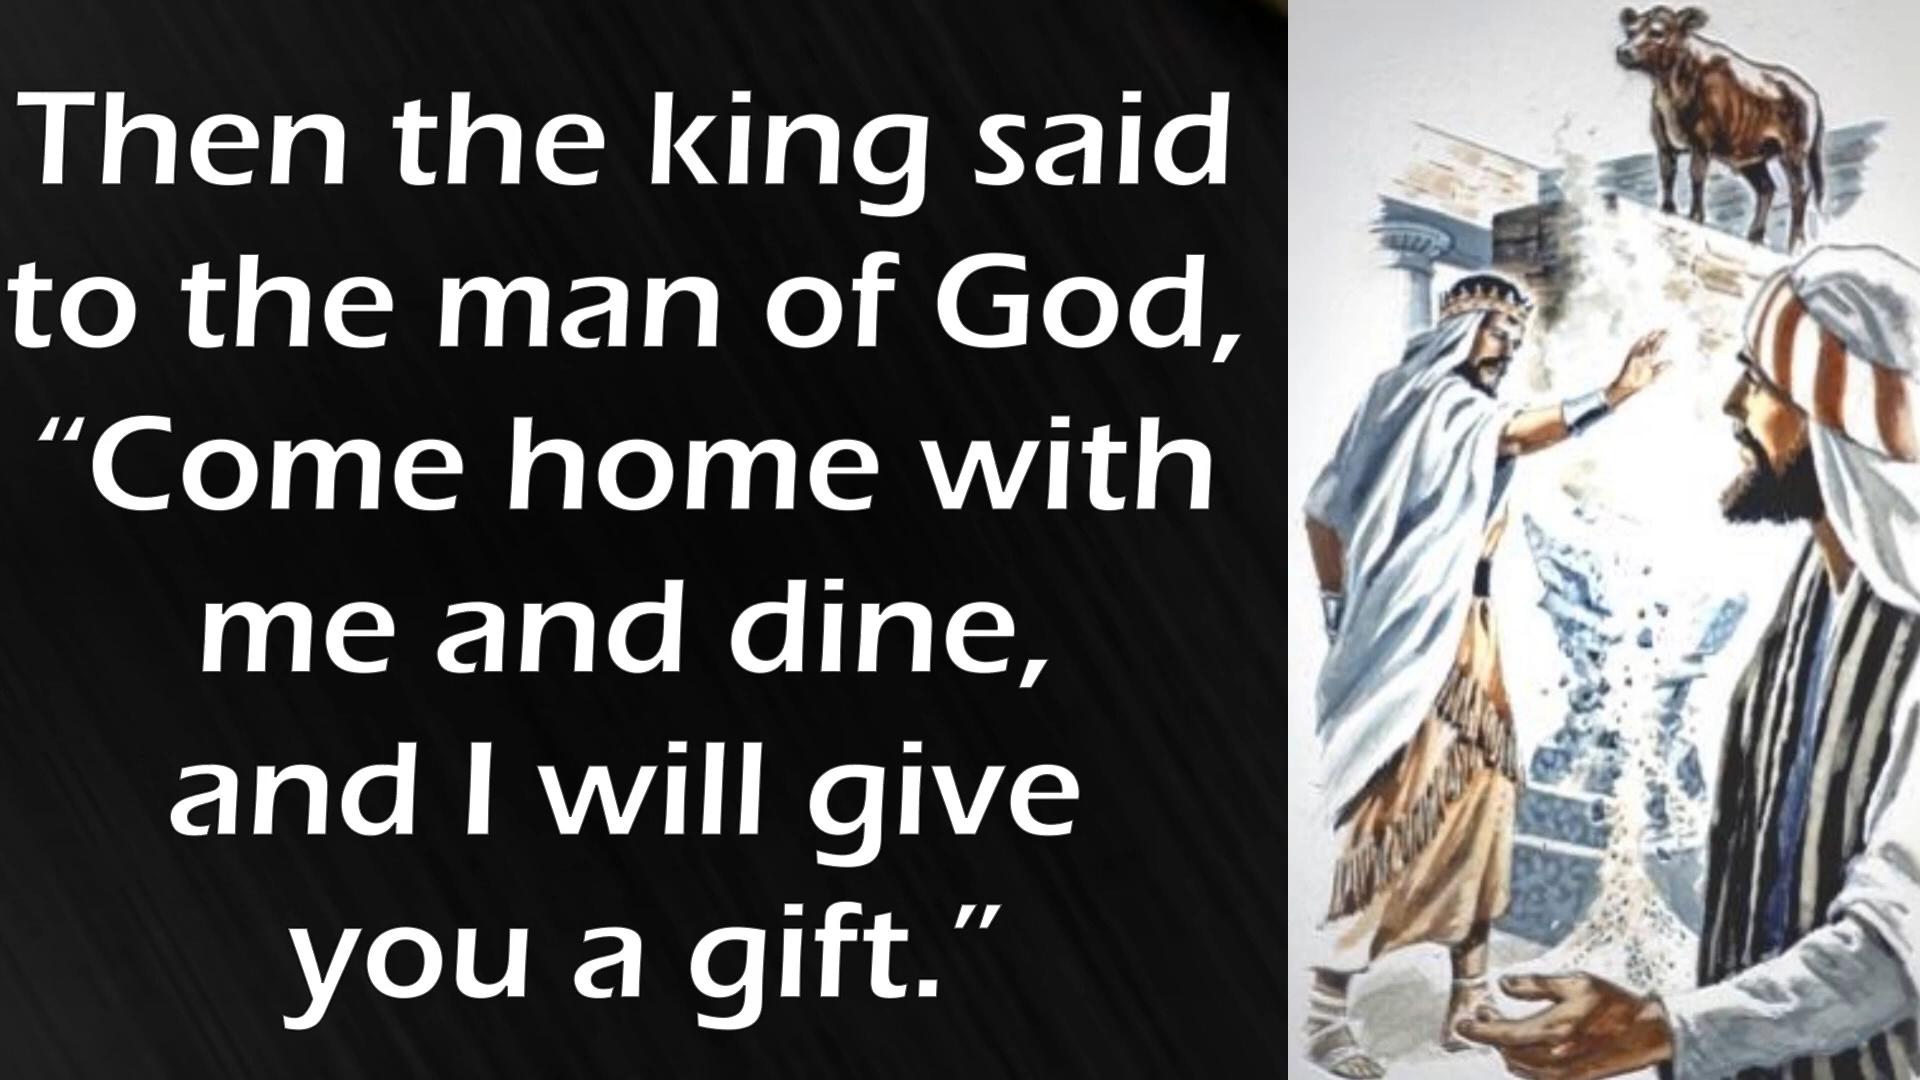 Then the king said
to the man of God,
“Come home with
me and dine,
and I will give
you a gift.”